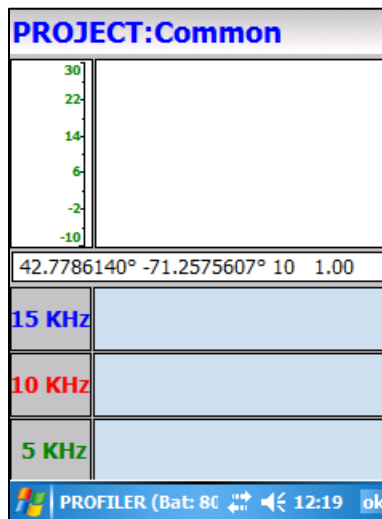 PROJECT:Common
30
22
14
6
-2
-10
42.7786140° -71.2575607° 10 1.00
15 KHz
10 KHz
5 KHz
PROFILER (Bat: 80 12:19 ok